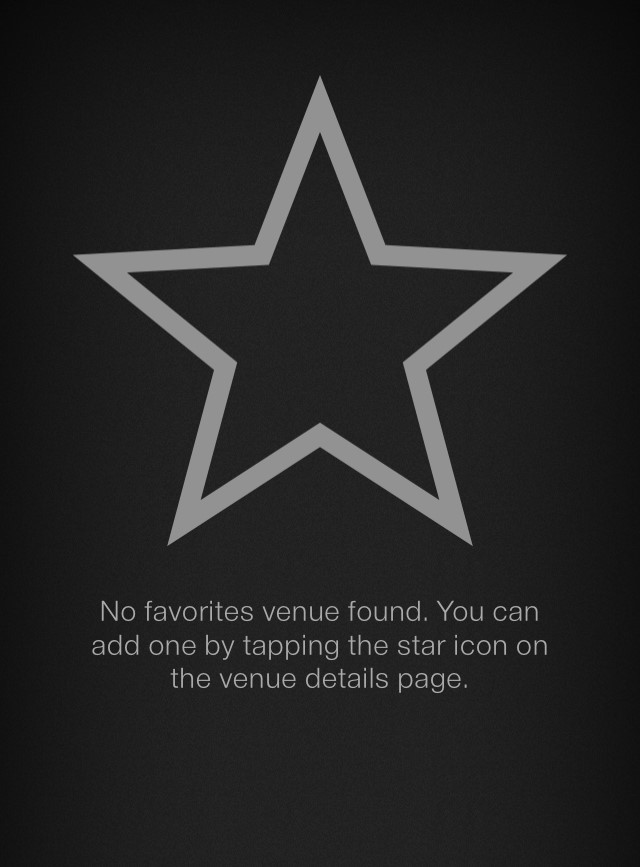 No favorites venue found. You can
add one by tapping the star icon on
the venue details page.